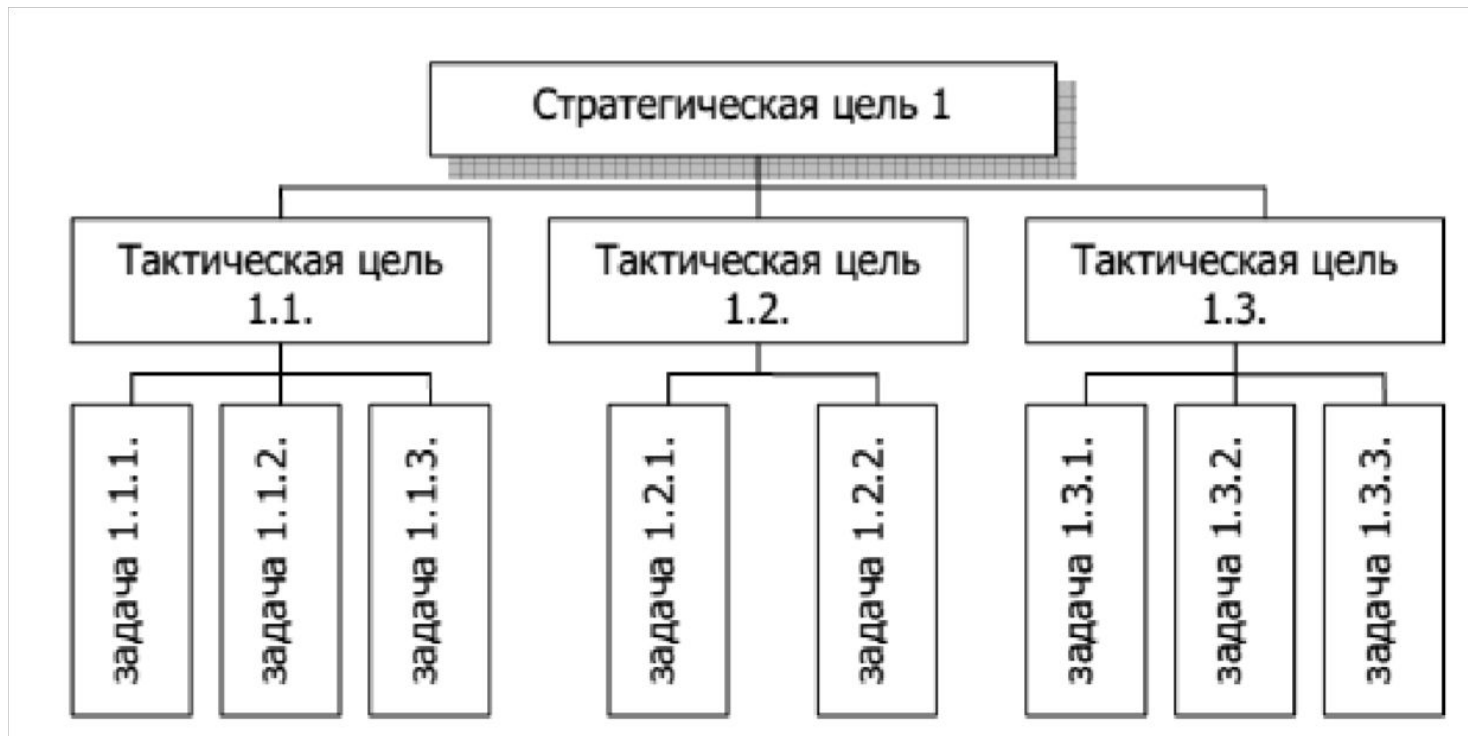 Стратегическая цель 1
Тактическая цель
1.1.
Тактическая цель
1.2.
Тактическая цель
1.3.
задача 1.1.1.
задача 1.1.2.
задача 1.1.3.
задача 1.2.1.
задача 1.2.2.
задача 1.3.1.
задача 1.3.2.
задача 1.3.3.